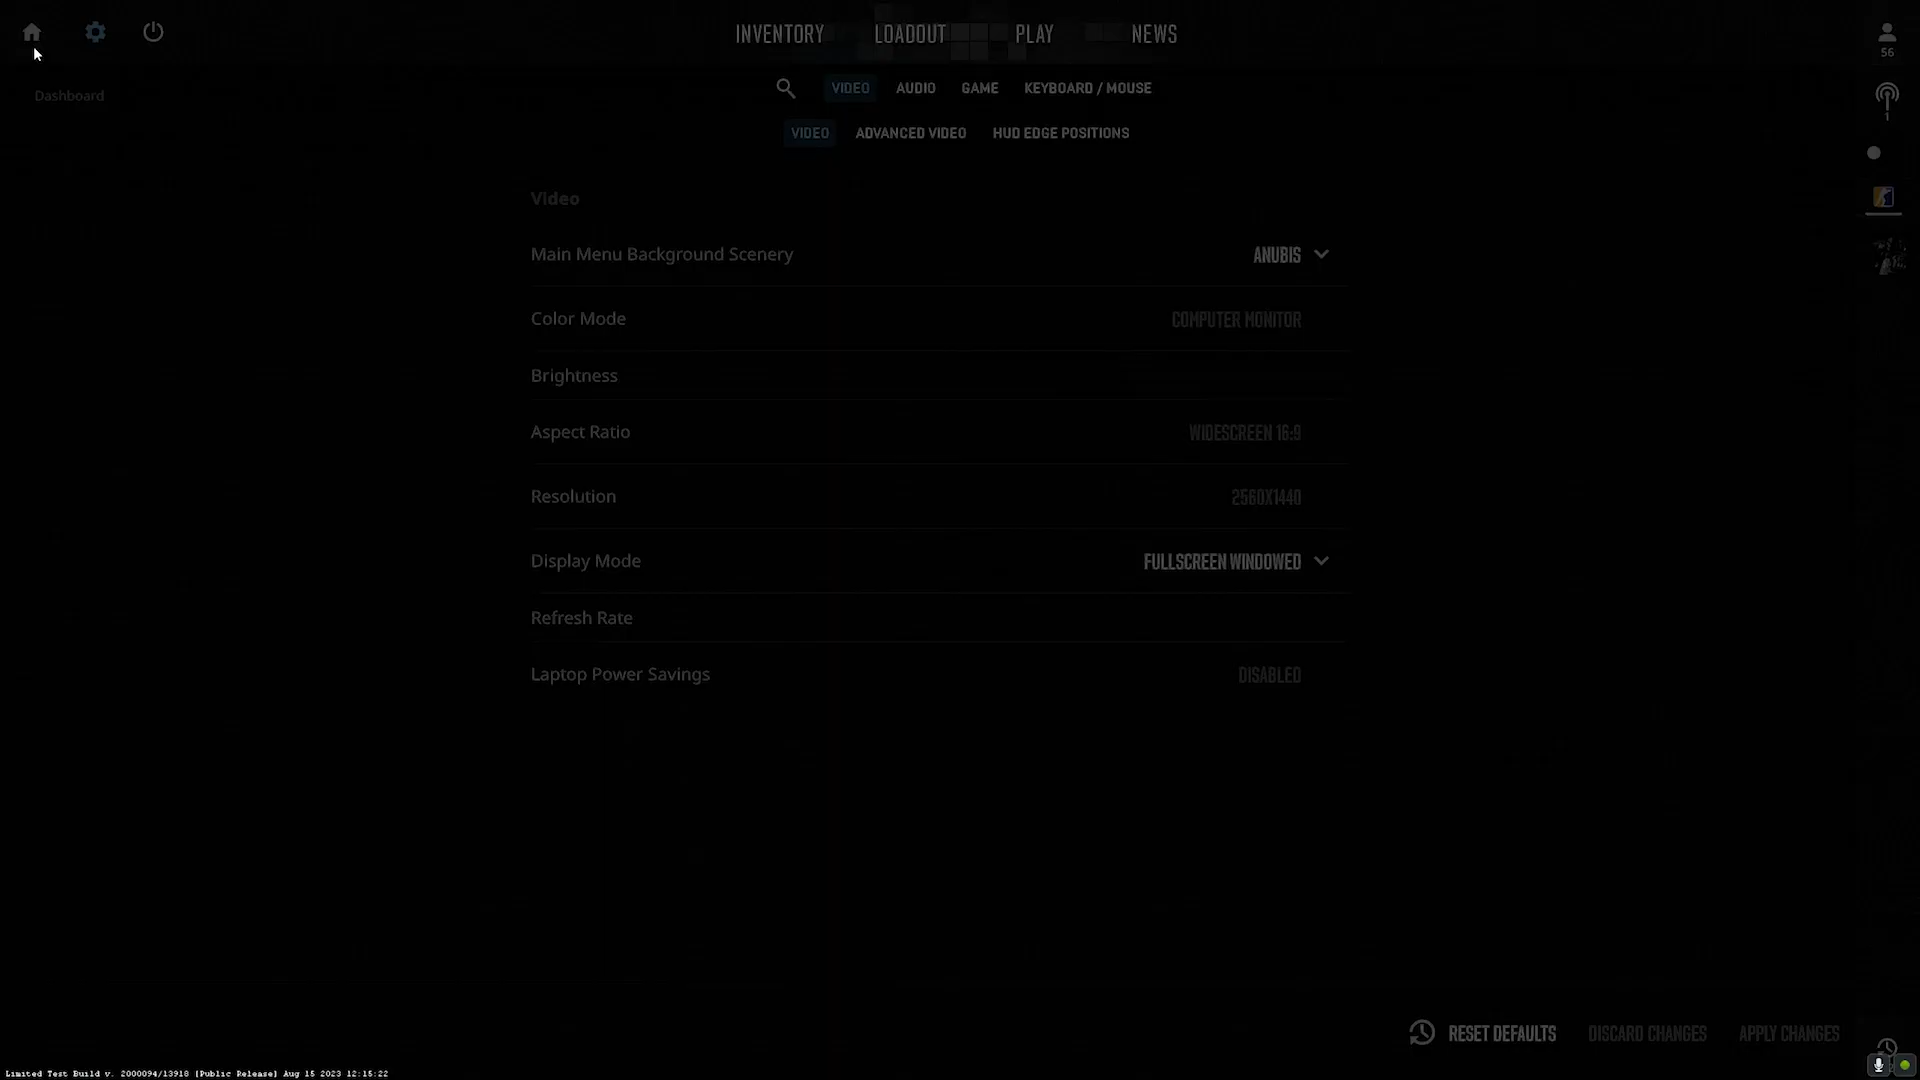 INVENTORY LOADOUT PLAY NEWS
56
Dashboard
VIDEO AUDIO GAME KEYBOARD / MOUSE
1
VIDEO ADVANCED VIDEO HUD EDGE POSITIONS
Video
Main Menu Background Scenery ANUBIS
Color Mode COMPUTER MONITOR
Brightness
Aspect Ratio WIDESCREEN 16:9
Resolution 2560X1440
Display Mode FULLSCREEN WINDOWED
Refresh Rate
Laptop Power Savings DISABLED
RESET DEFAULTS DISCARD CHANGES APPLY CHANGES
Limited Test Build v. 2000094/13918 [Public Release] Aug 15 2023 12:15:22